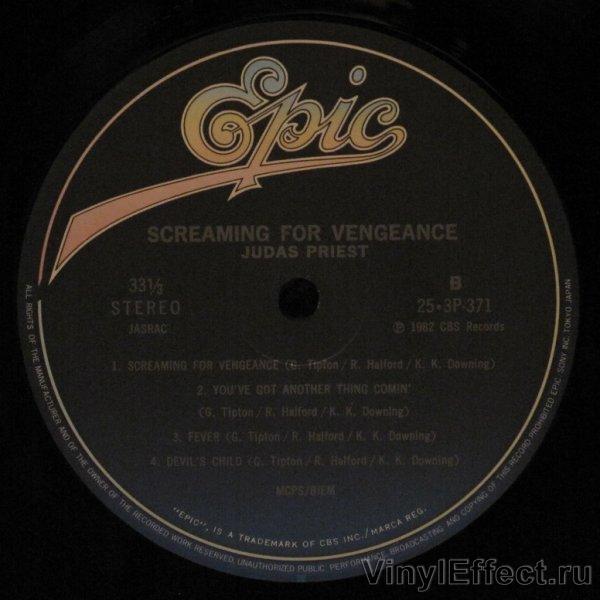 Epic
SCREAMING FOR VENGEANCE
JUDAS PRIEST
33⅓
STEREO
JASRAC
B
25・3P-371
Ⓟ 1982 CBS Records
1. SCREAMING FOR VENGEANCE (G. Tipton / R. Halford / K. K. Downing)
2. YOU'VE GOT ANOTHER THING COMIN'
(G. Tipton / R. Halford / K. K. Downing)
3. FEVER (G. Tipton / R. Halford / K. K. Downing)
4. DEVIL'S CHILD (G. Tipton / R. Halford / K. K. Downing)
MCPS/BIEM
"EPIC", IS A TRADEMARK OF CBS INC./MARCA REG.
ALL RIGHTS OF THE MANUFACTURER AND OF THE OWNER OF THE RECORDED WORK RESERVED. UNAUTHORIZED PUBLIC PERFORMANCE, BROADCASTING AND COPYING OF THIS RECORD PROHIBITED EPIC SONY INC. TOKYO JAPAN
VinylEffect.ru